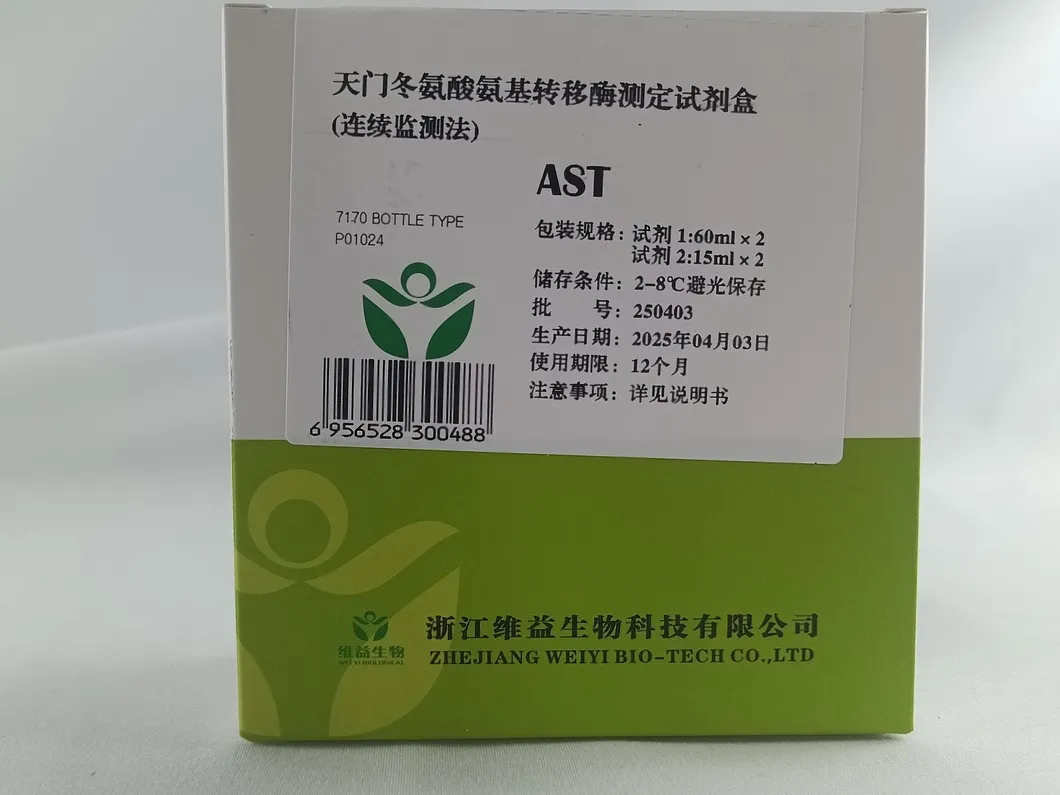 天门冬氨酸氨基转移酶测定试剂盒
(连续监测法)
AST
7170 BOTTLE TYPE
P01024
包装规格：试剂 1:60ml × 2
试剂 2:15ml × 2
储存条件：2-8℃避光保存
批 号：250403
生产日期：2025年04月03日
使用期限：12个月
注意事项：详见说明书
6 956528 300488
维益生物
WEI YI BIOLOGICAL
浙江维益生物科技有限公司
ZHEJIANG WEIYI BIO-TECH CO.,LTD